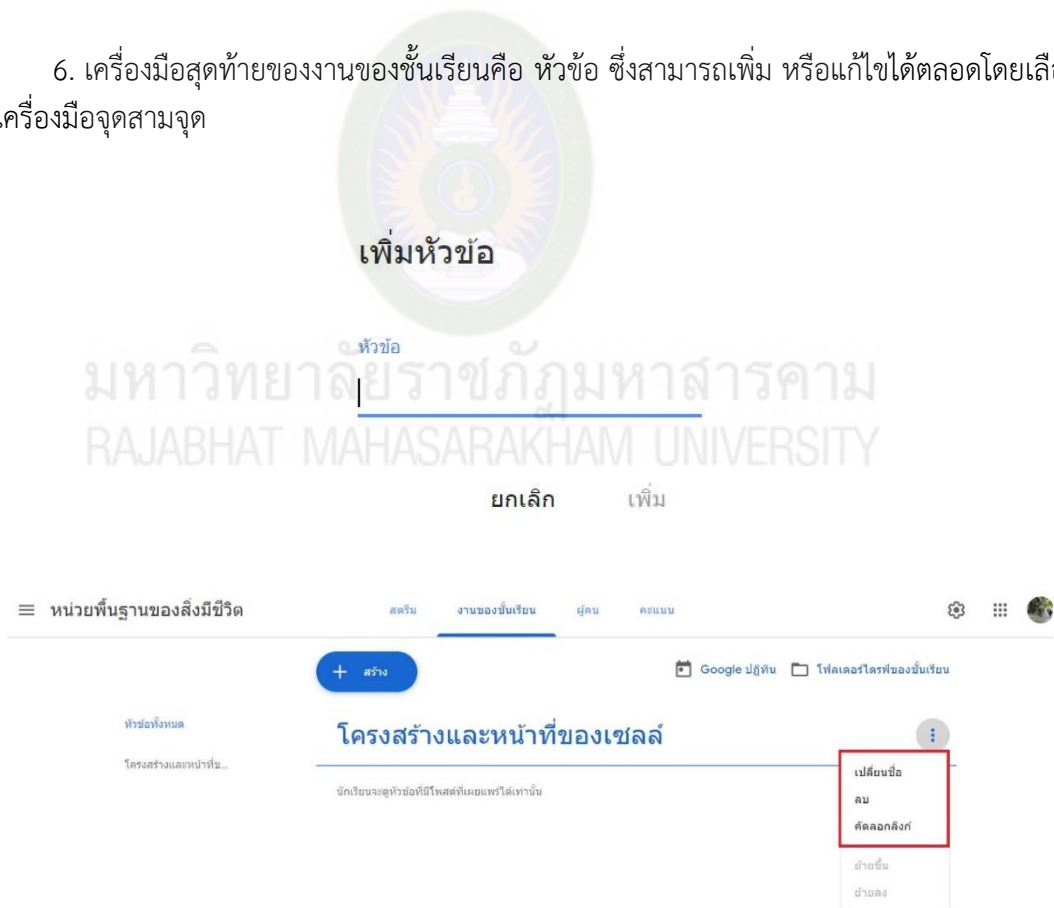 6. เครื่องมือสุดท้ายของงานของชั้นเรียนคือ หัวข้อ ซึ่งสามารถเพิ่ม หรือแก้ไขได้ตลอดโดย
เครื่องมือจุดสามจุด
เพิ่มหัวข้อ
หัวข้อ
มหาวิทยาลัยราชภัฏมหาสารคาม
RAJABHAT MAHASARAKHAM UNIVERSITY
ยกเลิก เพิ่ม
หน่วยพื้นฐานของสิ่งมีชีวิต สตรีม งานของชั้นเรียน ผู้คน คะแนน
+ สร้าง Google ปฏิทิน โฟลเดอร์ไดรฟ์ของชั้นเรียน
หัวข้อทั้งหมด โครงสร้างและหน้าที่ของเซลล์
โครงสร้างและหน้าที่ข...
เปลี่ยนชื่อ
นักเรียนจะดูหัวข้อที่มีโพสต์ที่เผยแพร่ได้เท่านั้น
ลบ
คัดลอกลิงก์
ย้ายขึ้น
ย้ายลง